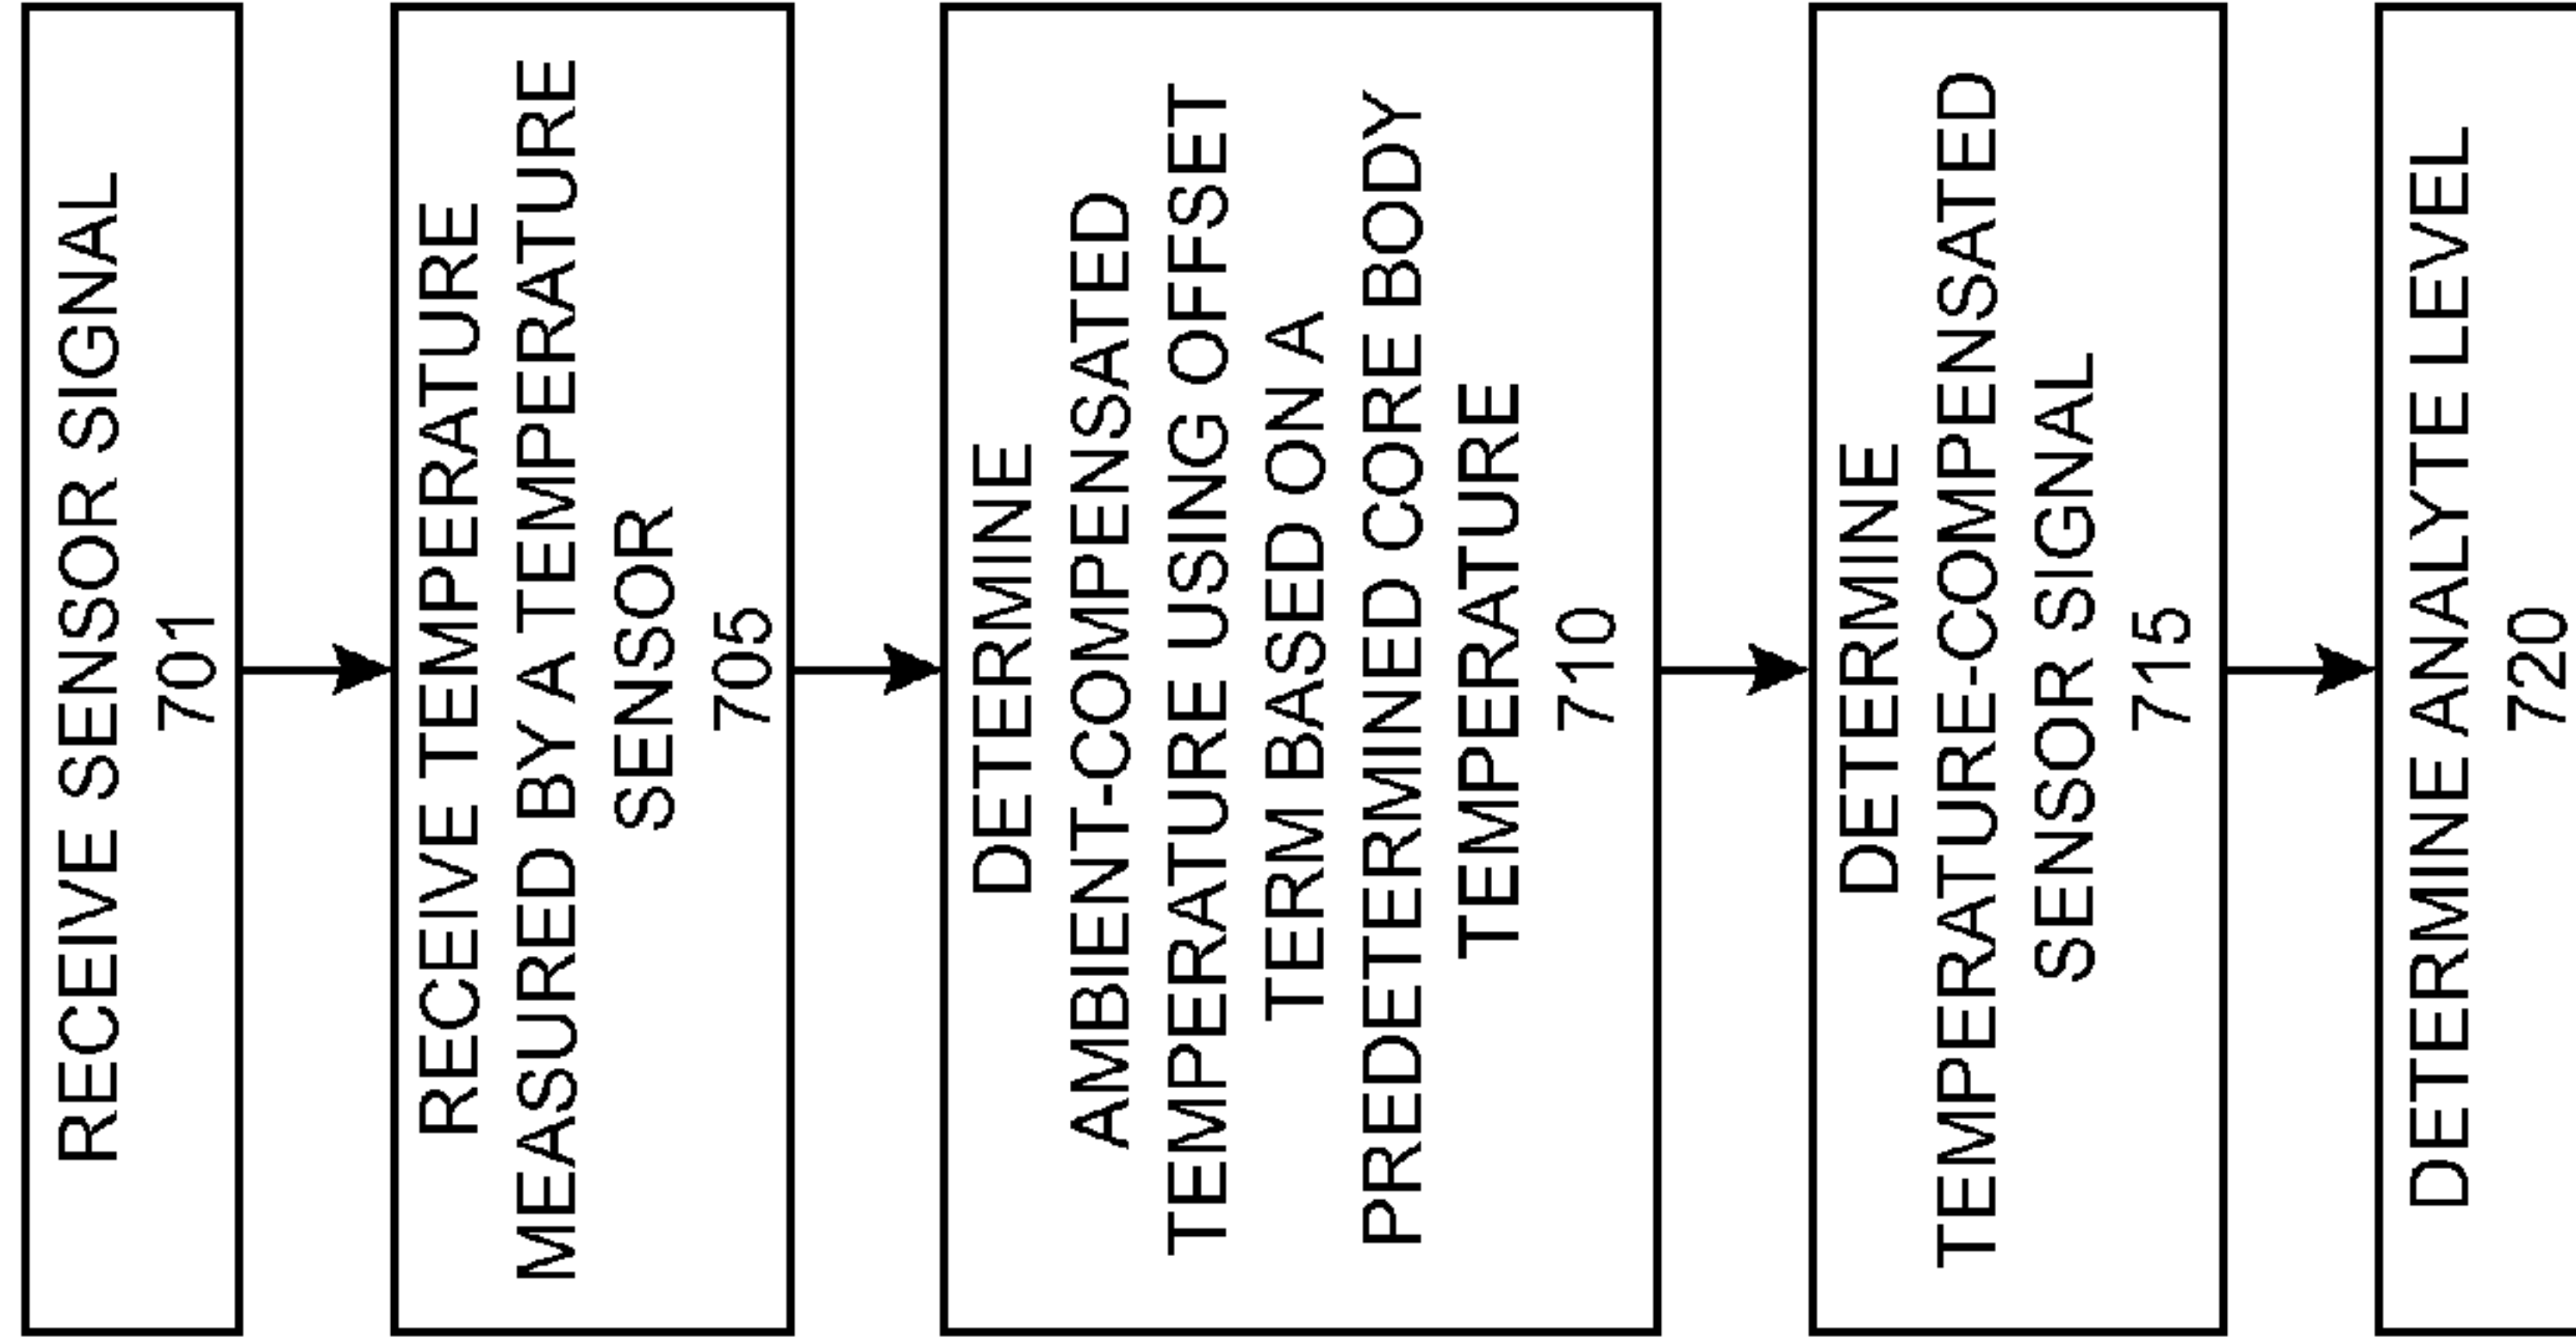 RECEIVE SENSOR SIGNAL
701
RECEIVE TEMPERATURE
MEASURED BY A TEMPERATURE
SENSOR
705
DETERMINE
AMBIENT-COMPENSATED
TEMPERATURE USING OFFSET
TERM BASED ON A
PREDETERMINED CORE BODY
TEMPERATURE
710
DETERMINE
TEMPERATURE-COMPENSATED
SENSOR SIGNAL
715
DETERMINE ANALYTE LEVEL
720